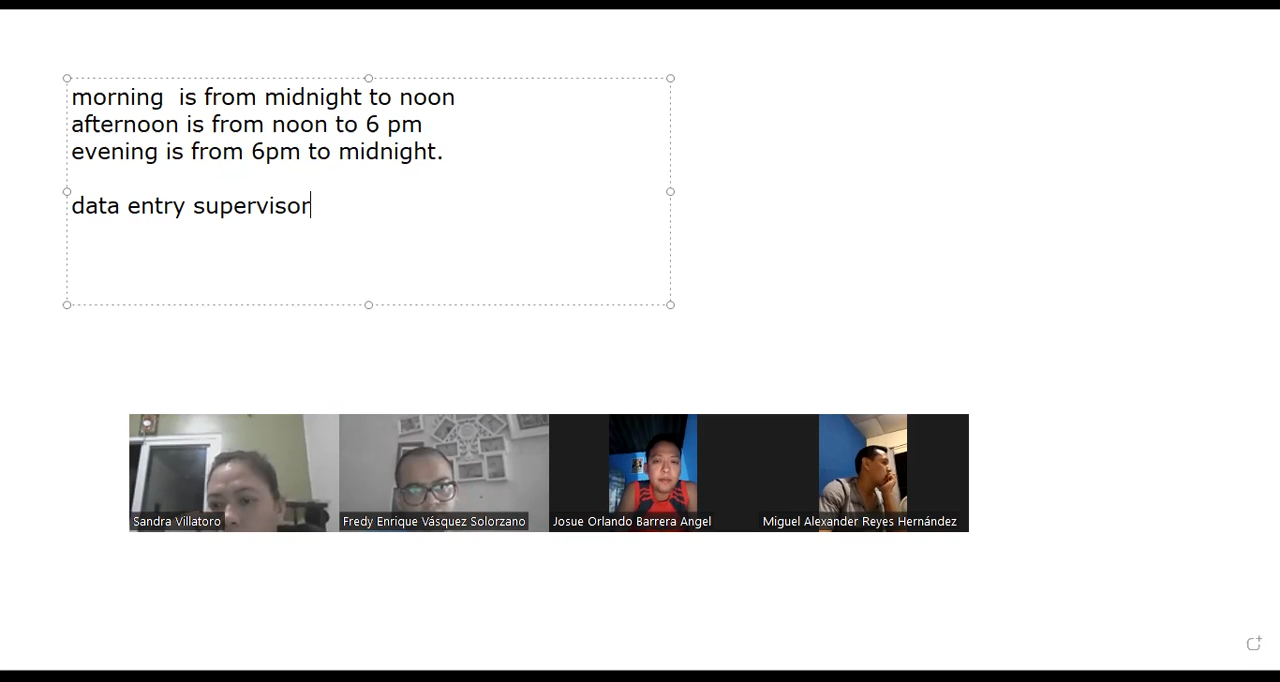 morning  is from midnight to noon
afternoon is from noon to 6 pm
evening is from 6pm to midnight.
data entry supervisor
Sandra Villatoro
Fredy Enrique Vásquez Solorzano
Josue Orlando Barrera Angel
Miguel Alexander Reyes Hernández